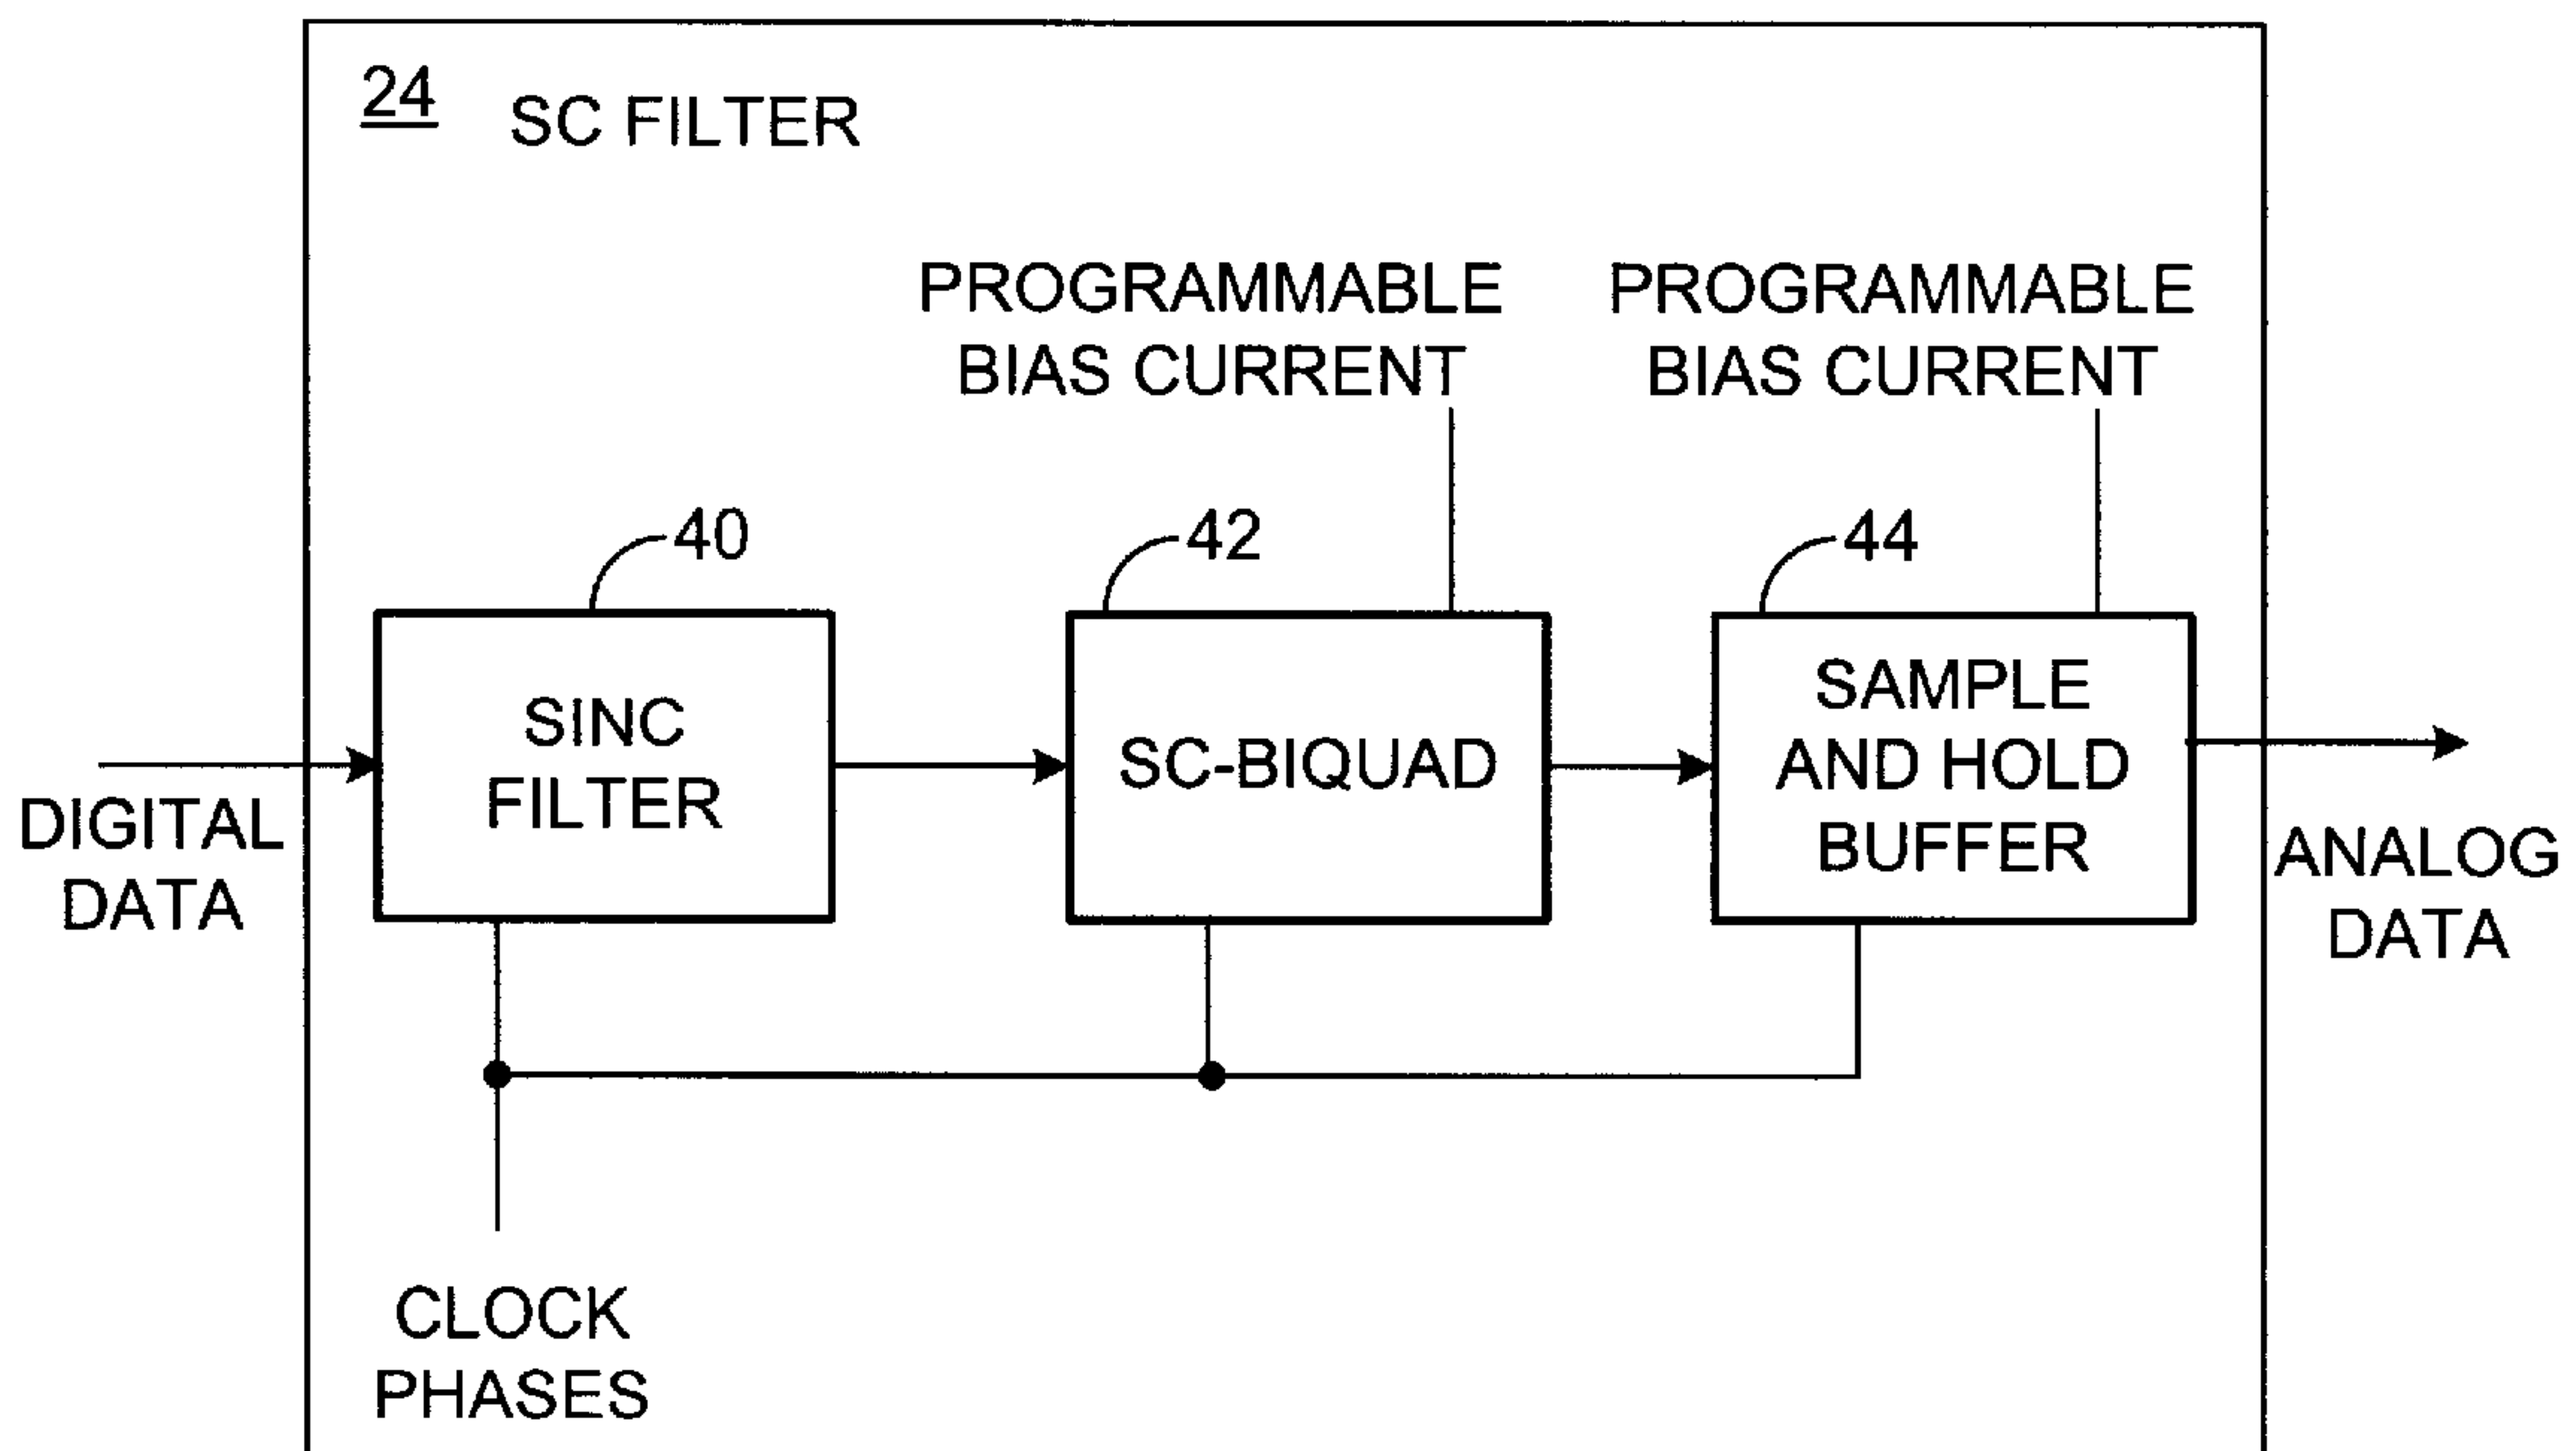 24 SC FILTER
PROGRAMMABLE
BIAS CURRENT
PROGRAMMABLE
BIAS CURRENT
40
42
44
SINC
FILTER
SC-BIQUAD
SAMPLE
AND HOLD
BUFFER
DIGITAL
DATA
ANALOG
DATA
CLOCK
PHASES